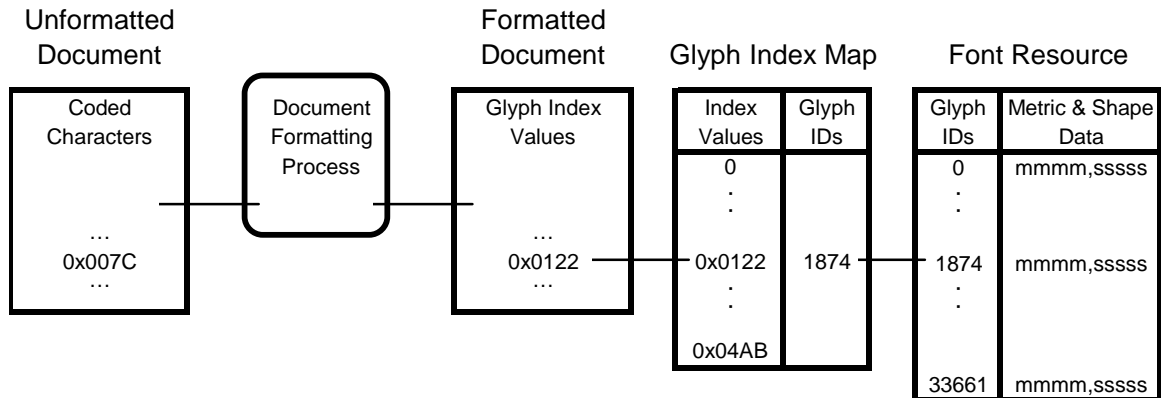 Unformatted
Document
Formatted
Document
Glyph Index Map
Font Resource
Coded
Characters
…
0x007C
…
Document
Formatting
Process
Glyph Index
Values
…
0x0122
…
Index
Values
Glyph
IDs
0
.
.
0x0122
1874
.
.
0x04AB
Glyph
IDs
Metric & Shape
Data
0
mmmm,sssss
.
.
1874
mmmm,sssss
.
.
33661
mmmm,sssss